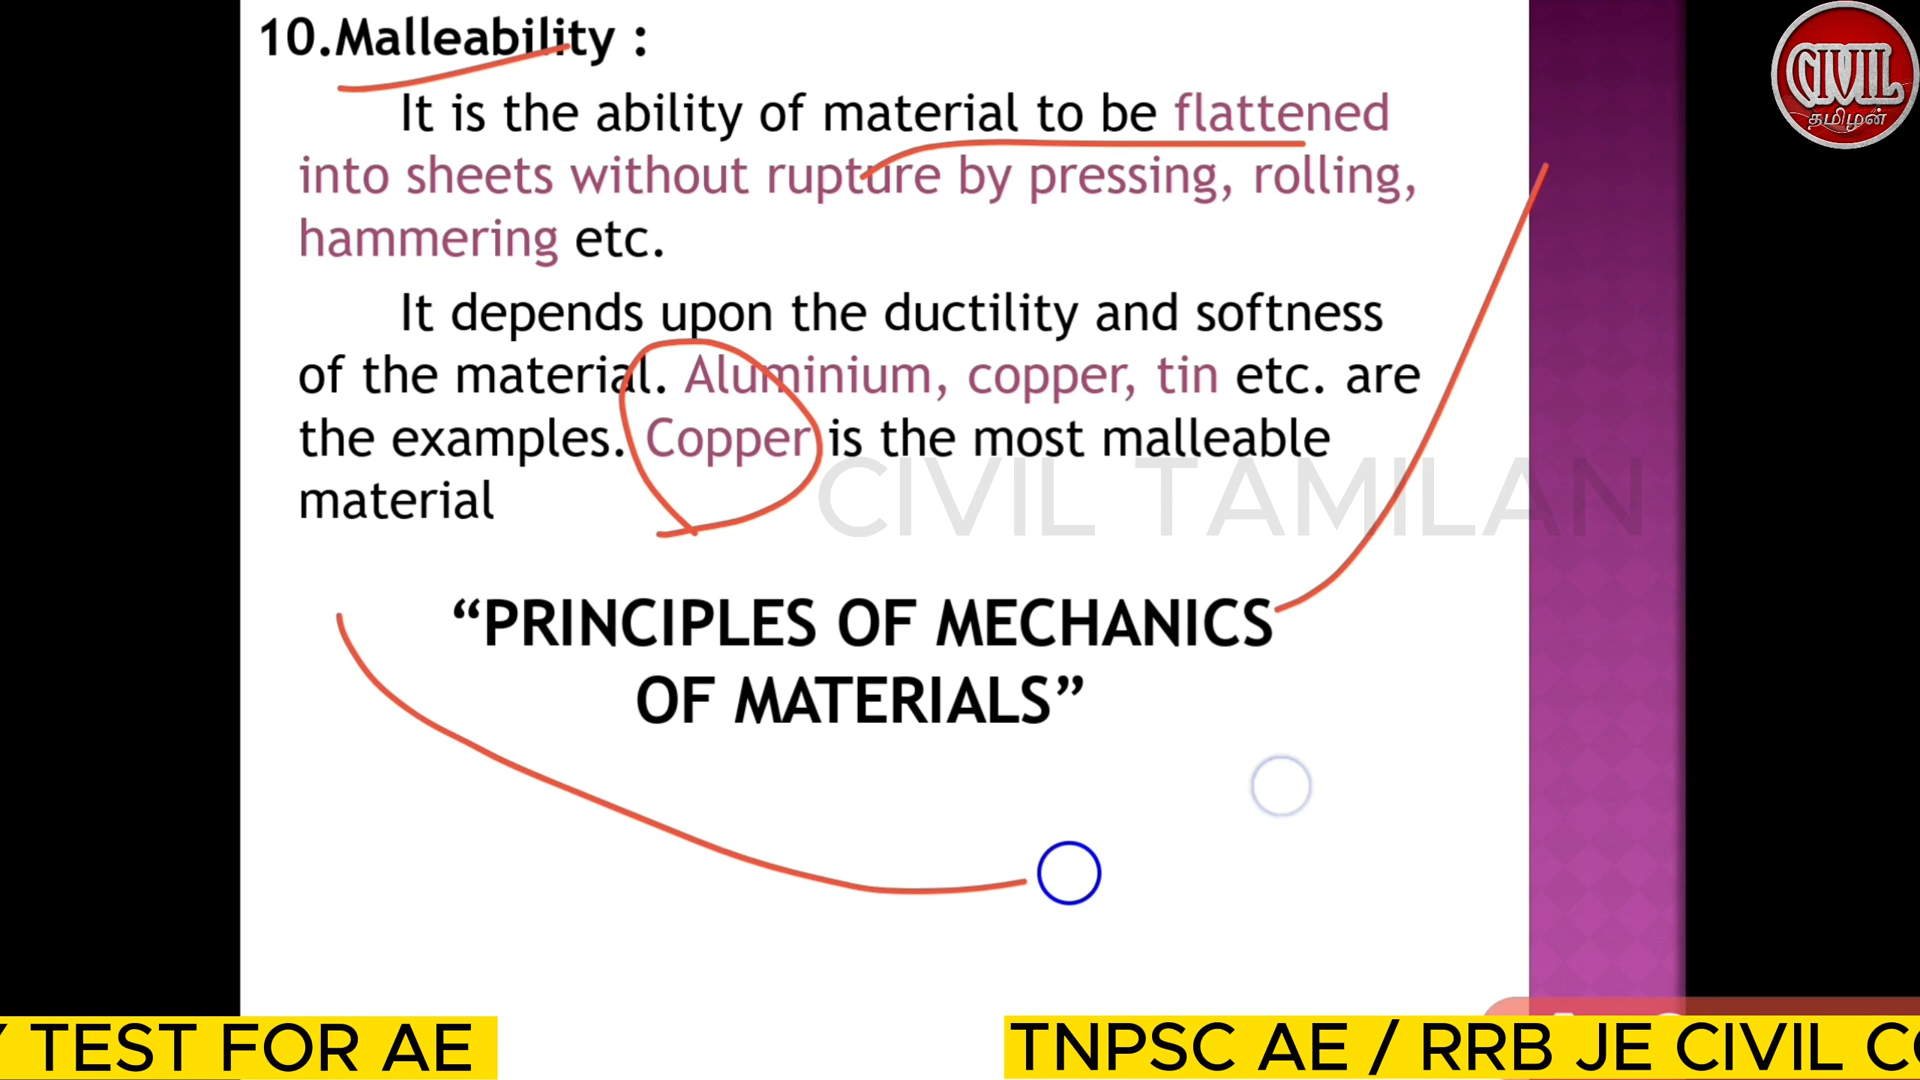 10.Malleability :
It is the ability of material to be flattened
into sheets without rupture by pressing, rolling,
hammering etc.
It depends upon the ductility and softness
of the material. Aluminium, copper, tin etc. are
the examples. Copper is the most malleable
material
CIVIL TAMILAN
“PRINCIPLES OF MECHANICS
OF MATERIALS”
CIVIL
தமிழன்
TEST FOR AE
TNPSC AE / RRB JE CIVIL